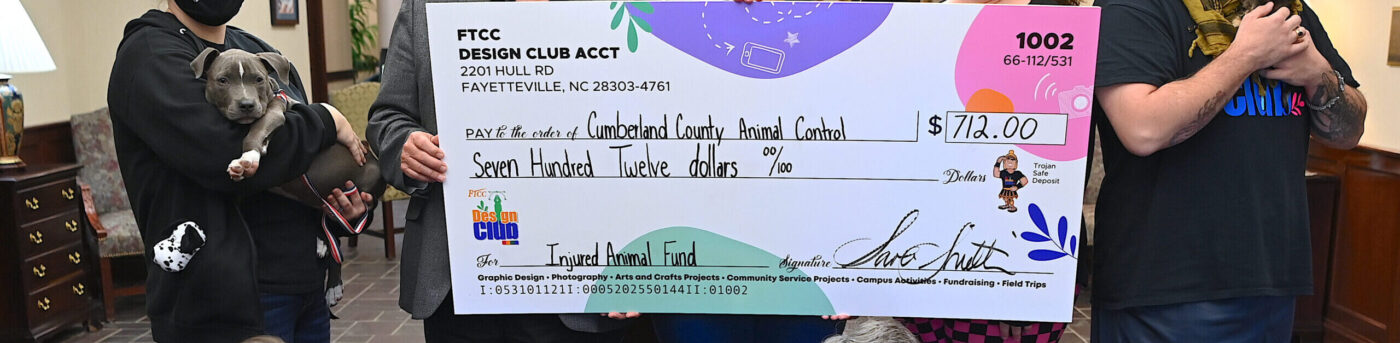 FTCC
DESIGN CLUB ACCT
2201 HULL RD
FAYETTEVILLE, NC 28303-4761
1002
66-112/531
PAY to the order of Cumberland County Animal Control $ 712.00
Seven Hundred Twelve dollars 00/100 Dollars
Trojan
Safe
Deposit
FTCC
Design
Club
For Injured Animal Fund Signature
Graphic Design • Photography • Arts and Crafts Projects • Community Service Projects • Campus Activities • Fundraising • Field Trips
I:053101121I:0005202550144II:01002
Club